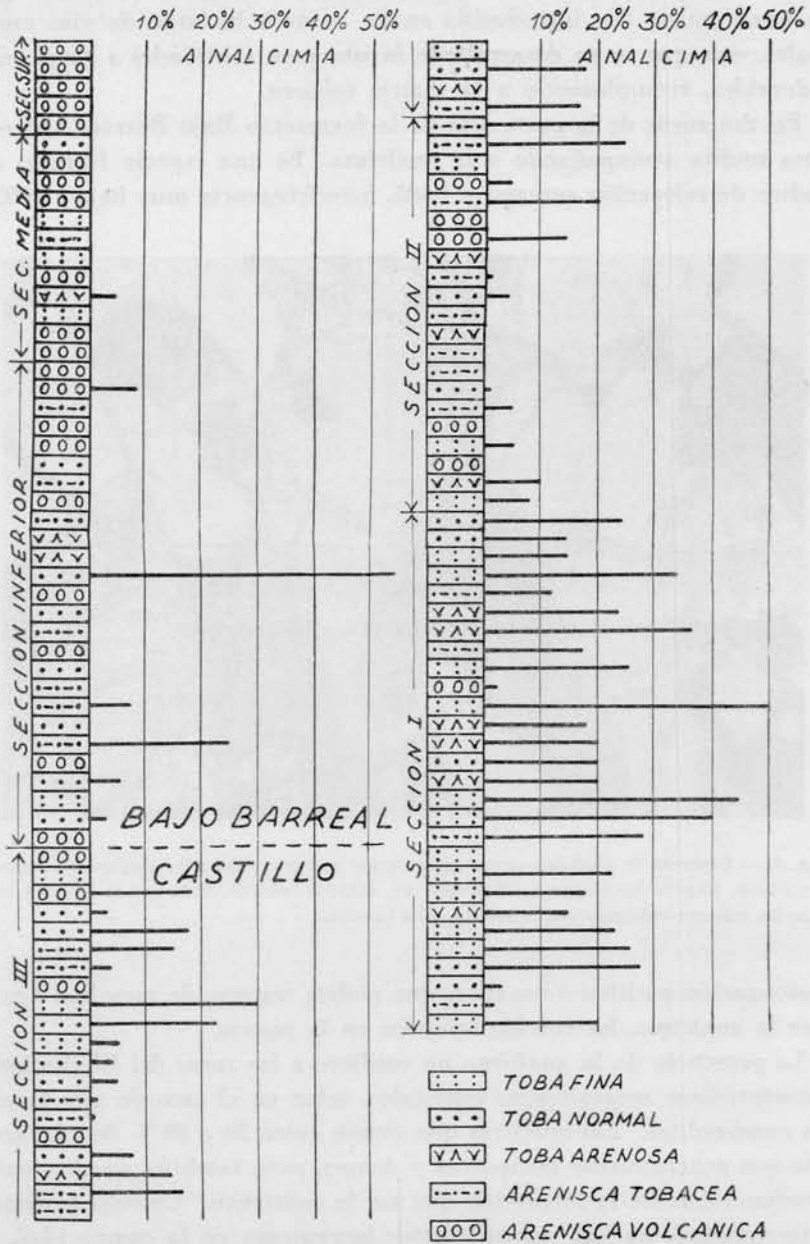 10% 20% 30% 40% 50%
ANALCIMA
SEC.SUP.
SEC. MEDIA
SECCION INFERIOR
BAJO BARREAL
CASTILLO
SECCION III
10% 20% 30% 40% 50%
ANALCIMA
SECCION II
SECCION I
TOBA FINA
TOBA NORMAL
TOBA ARENOSA
ARENISCA TOBACEA
ARENISCA VOLCANICA